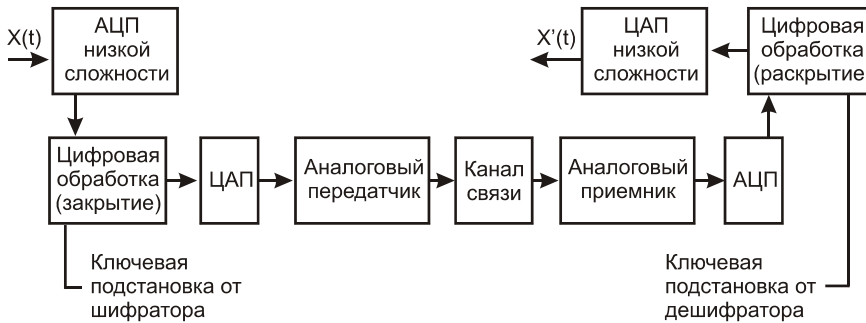 X(t)
АЦП
низкой
сложности
X’(t)
ЦАП
низкой
сложности
Цифровая
обработка
(раскрытие)
Цифровая
обработка
(закрытие)
ЦАП
Аналоговый
передатчик
Канал
связи
Аналоговый
приемник
АЦП
Ключевая
подстановка от
шифратора
Ключевая
подстановка от
дешифратора